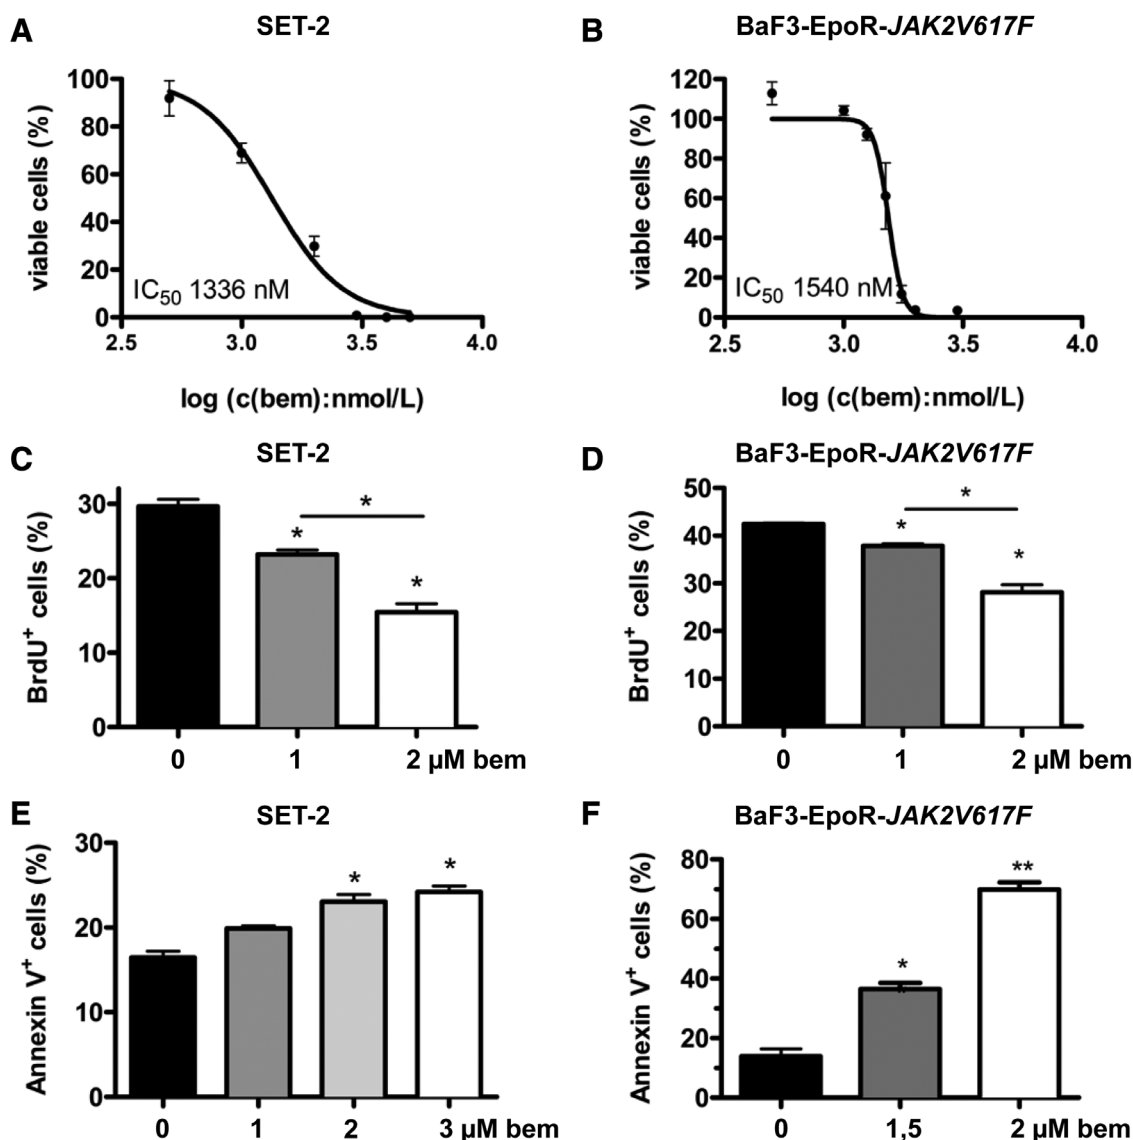 A
SET-2
viable cells (%)
100
80
60
40
20
0
IC50 1336 nM
2.5
3.0
3.5
4.0
log (c(bem):nmol/L)
B
BaF3-EpoR-JAK2V617F
viable cells (%)
120
100
80
60
40
20
0
IC50 1540 nM
2.5
3.0
3.5
4.0
log (c(bem):nmol/L)
C
SET-2
BrdU+ cells (%)
30
20
10
0
*
*
*
0
1
2 µM bem
D
BaF3-EpoR-JAK2V617F
BrdU+ cells (%)
50
40
30
20
10
0
*
*
*
0
1
2 µM bem
E
SET-2
Annexin V+ cells (%)
30
20
10
0
*
*
0
1
2
3 µM bem
F
BaF3-EpoR-JAK2V617F
Annexin V+ cells (%)
80
60
40
20
0
*
**
0
1,5
2 µM bem